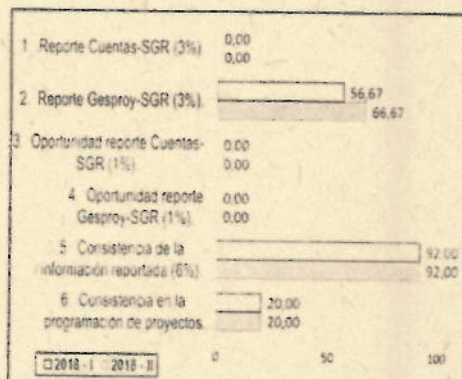 1 Reporte Cuentas-SGR (3%)
0,00
0,00
2 Reporte Gesproy-SGR (3%)
56,67
66,67
3 Oportunidad reporte Cuentas-
SGR (1%)
0,00
0,00
4 Oportunidad reporte
Gesproy-SGR (1%)
0,00
0,00
5 Consistencia de la
información reportada (6%)
92,00
92,00
6 Consistencia en la
programación de proyectos
20,00
20,00
0 50 100
2018 - I 2018 - II